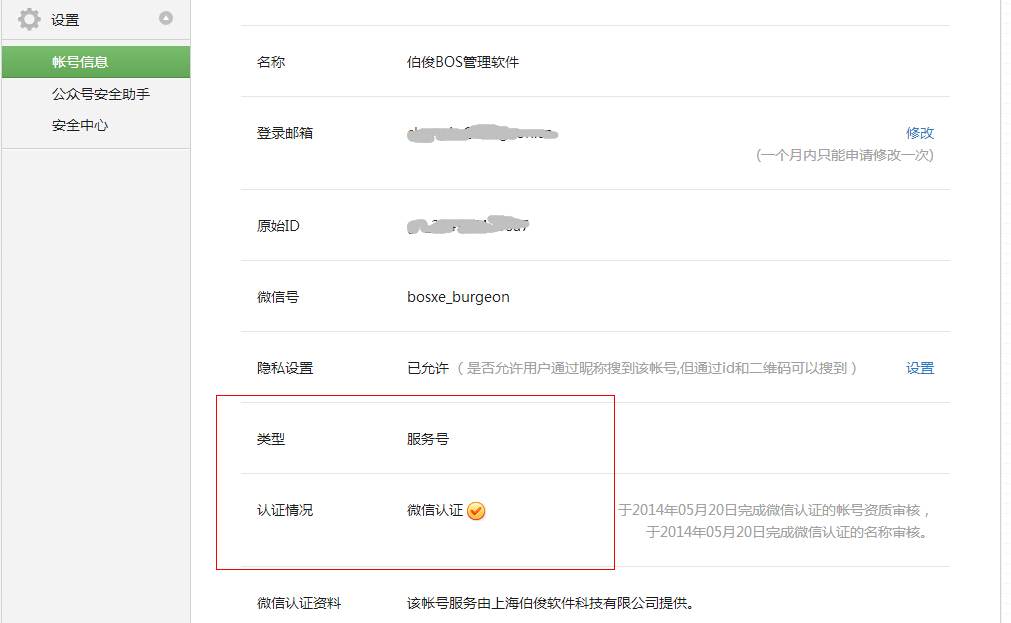 设置
帐号信息
公众号安全助手
安全中心
名称 伯俊BOS管理软件
登录邮箱 修改
(一个月内只能申请修改一次)
原始ID
微信号 bosxe_burgeon
隐私设置 已允许 ( 是否允许用户通过昵称搜到该帐号,但通过id和二维码可以搜到 ) 设置
类型 服务号
认证情况 微信认证 于2014年05月20日完成微信认证的帐号资质审核，
于2014年05月20日完成微信认证的名称审核。
微信认证资料 该帐号服务由上海伯俊软件科技有限公司提供。